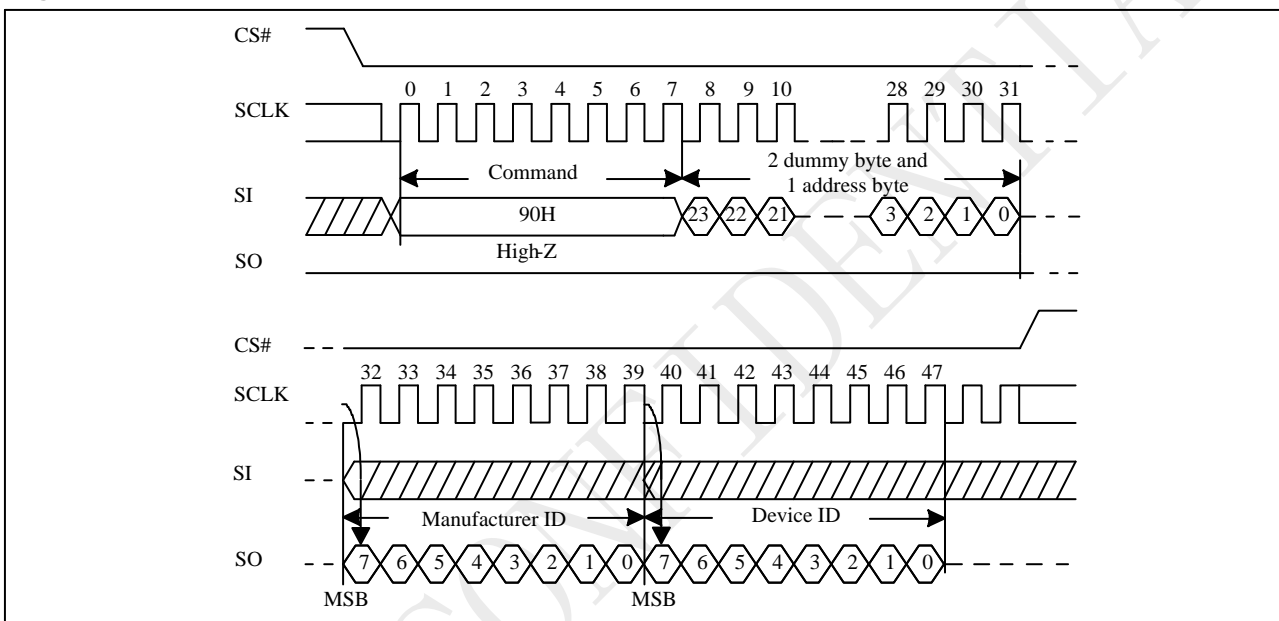 CS#
0 1 2 3 4 5 6 7 8 9 10 28 29 30 31
SCLK
Command
2 dummy byte and
1 address byte
SI
90H
23 22 21 3 2 1 0
High-Z
SO
CS#
32 33 34 35 36 37 38 39 40 41 42 43 44 45 46 47
SCLK
SI
Manufacturer ID
Device ID
SO
7 6 5 4 3 2 1 0 7 6 5 4 3 2 1 0
MSB
MSB